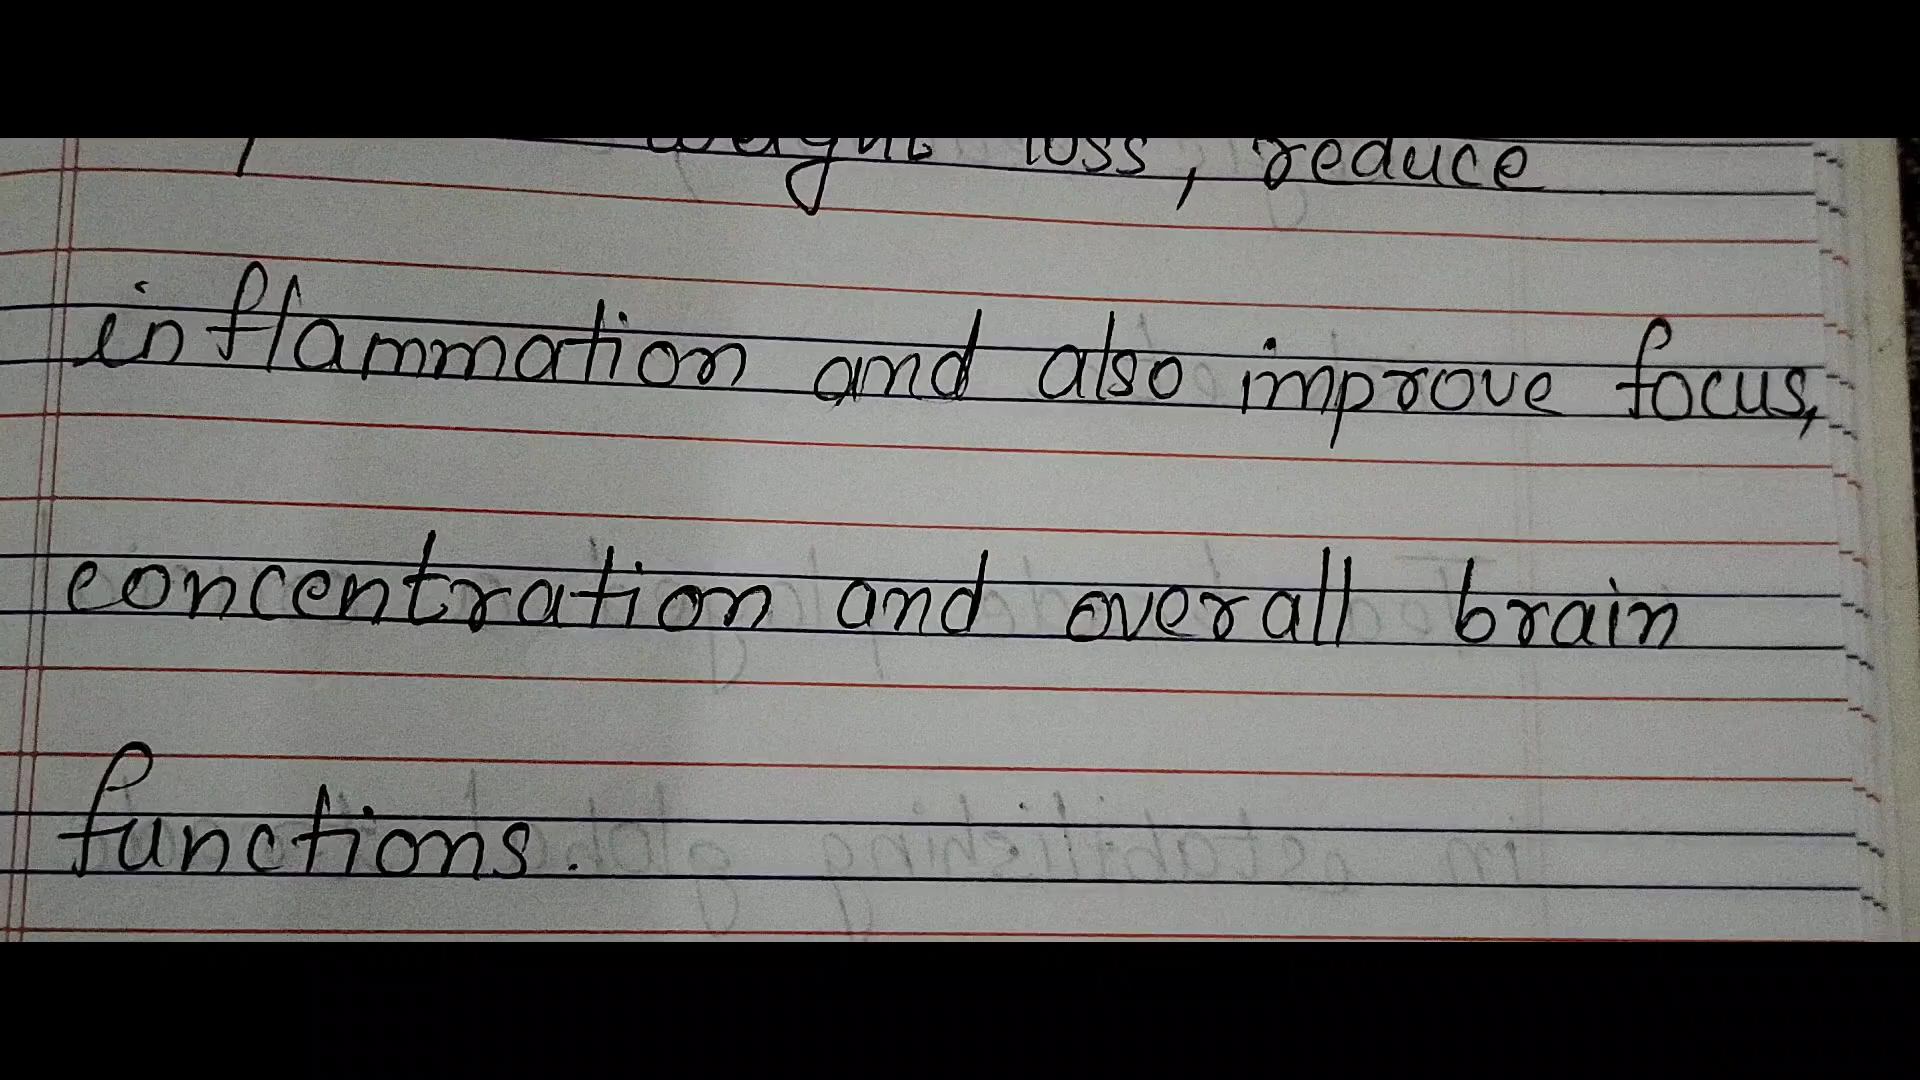 weight loss, reduce
inflammation and also improve focus,
concentration and overall brain
functions.